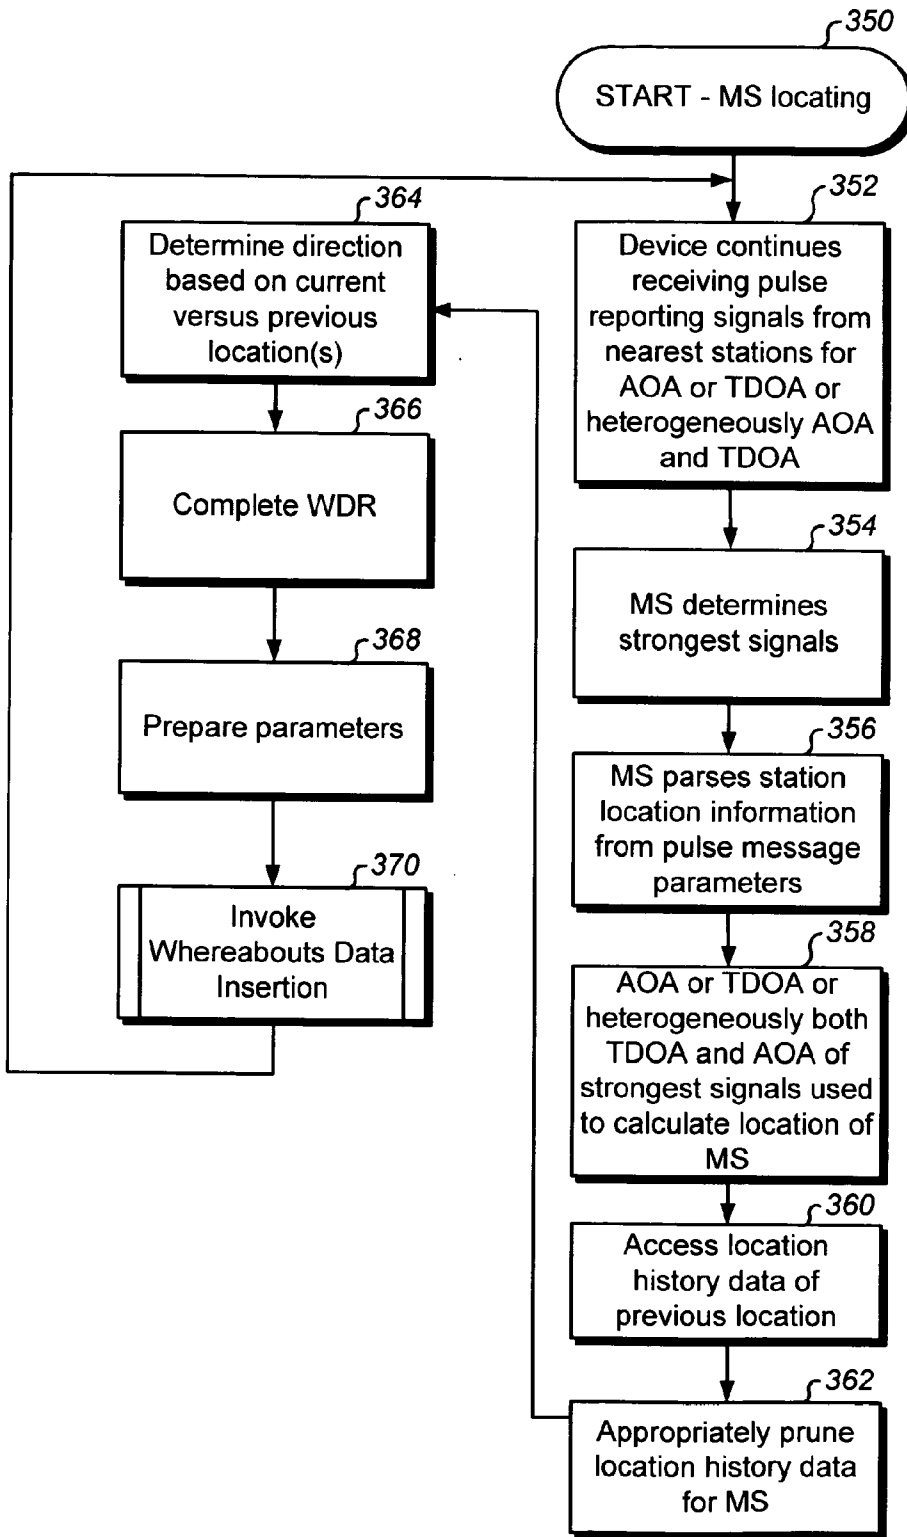 350
START - MS locating
352
Device continues
receiving pulse
reporting signals from
nearest stations for
AOA or TDOA or
heterogeneously AOA
and TDOA
354
MS determines
strongest signals
356
MS parses station
location information
from pulse message
parameters
358
AOA or TDOA or
heterogeneously both
TDOA and AOA of
strongest signals used
to calculate location of
MS
360
Access location
history data of
previous location
362
Appropriately prune
location history data
for MS
364
Determine direction
based on current
versus previous
location(s)
366
Complete WDR
368
Prepare parameters
370
Invoke
Whereabouts Data
Insertion